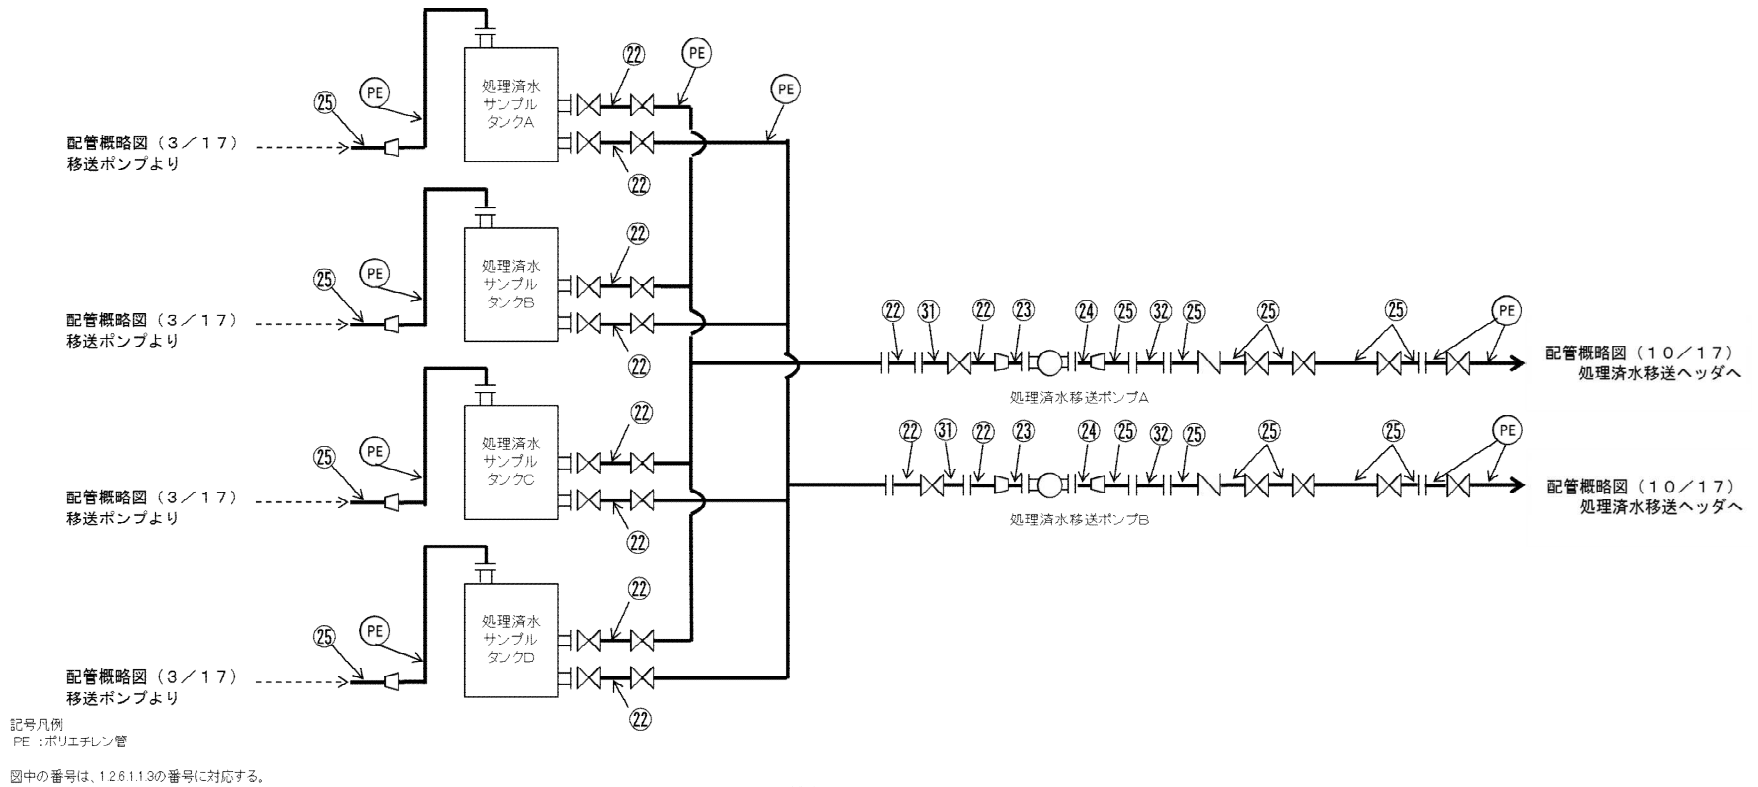 ㉒
PE
PE
処理済水
サンプル
タンクA
PE
㉕
配管概略図(3/17)
移送ポンプより
㉒
㉒
処理済水
サンプル
タンクB
PE
㉕
配管概略図(3/17)
移送ポンプより
㉒
㉒
処理済水
サンプル
タンクC
PE
㉕
配管概略図(3/17)
移送ポンプより
㉒
㉒
処理済水
サンプル
タンクD
PE
㉕
配管概略図(3/17)
移送ポンプより
㉒
㉒ ㉛ ㉒ ㉓ ㉔ ㉕ ㉜ ㉕ ㉕ ㉕ PE
処理済水移送ポンプA
配管概略図(10/17)
処理済水移送ヘッダへ
㉒ ㉛ ㉒ ㉓ ㉔ ㉕ ㉜ ㉕ ㉕ ㉕ PE
処理済水移送ポンプB
配管概略図(10/17)
処理済水移送ヘッダへ
記号凡例
PE :ポリエチレン管
図中の番号は、1.2.6.1.1.3の番号に対応する。